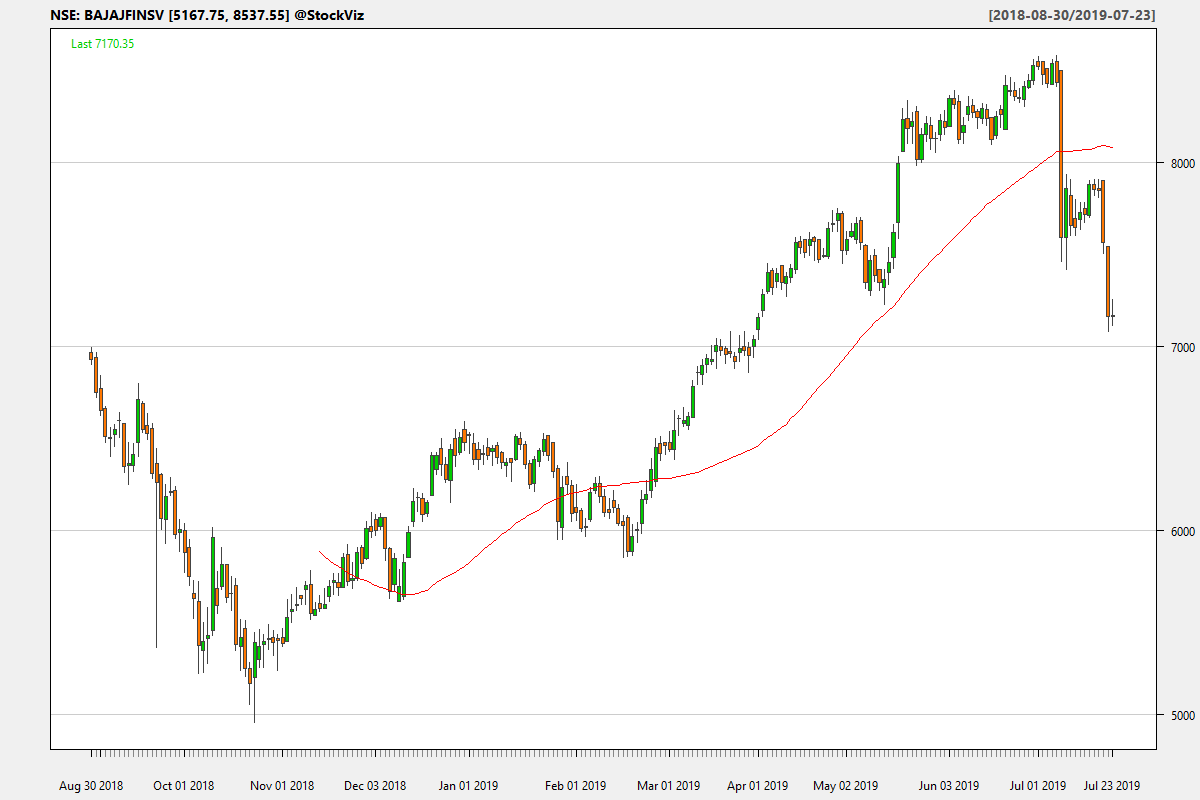 NSE: BAJAJFINSV [5167.75, 8537.55] @StockViz
[2018-08-30/2019-07-23]
Last 7170.35
8000
7000
6000
5000
Aug 30 2018 Oct 01 2018 Nov 01 2018 Dec 03 2018 Jan 01 2019 Feb 01 2019 Mar 01 2019 Apr 01 2019 May 02 2019 Jun 03 2019 Jul 01 2019 Jul 23 2019